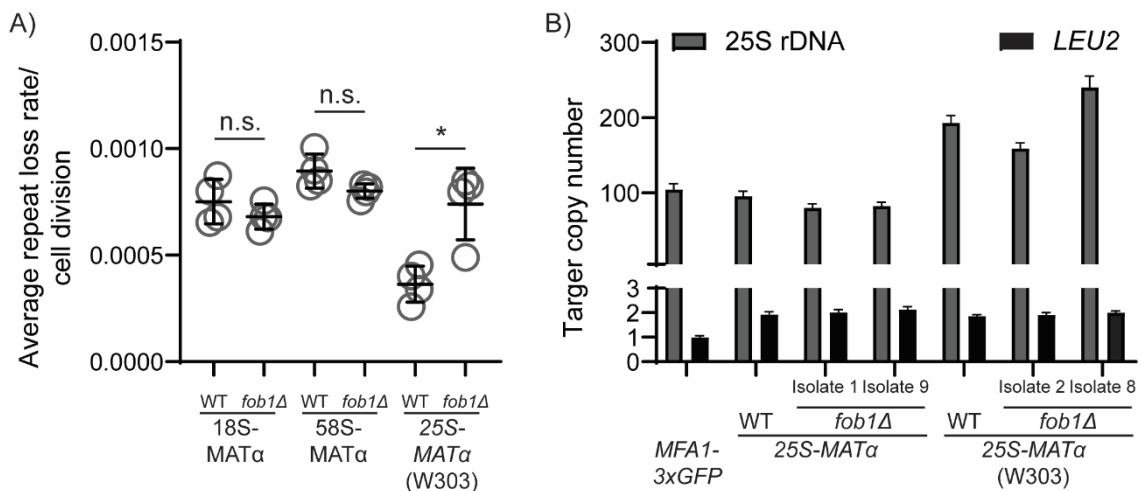 A)
Average repeat loss rate/
cell division
0.0015
0.0010
0.0005
0.0000
n.s.
n.s.
*
WT fob1Δ WT fob1Δ WT fob1Δ
18S- 58S- 25S-
MATα MATα MATα
(W303)
B)
Targer copy number
25S rDNA LEU2
300
200
100
3
2
1
0
Isolate 1 Isolate 9 Isolate 2 Isolate 8
WT fob1Δ WT fob1Δ
MFA1- 25S-MATα 25S-MATα
3xGFP (W303)